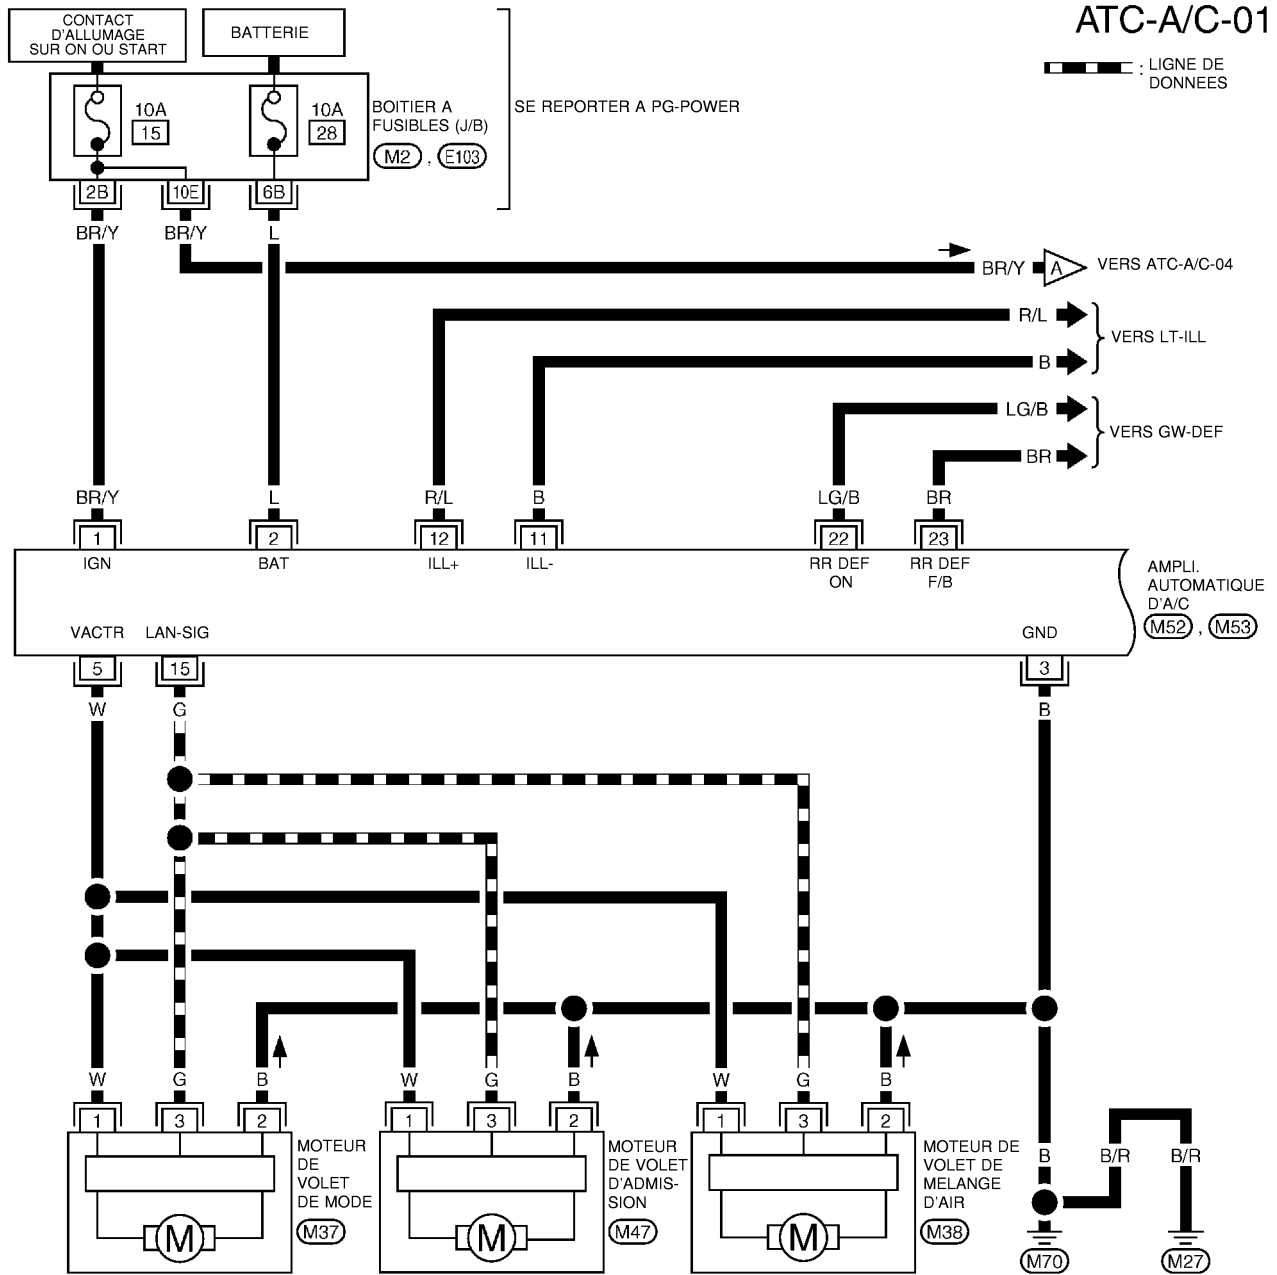 ATC-A/C-01
CONTACT
D'ALLUMAGE
SUR ON OU START
BATTERIE
: LIGNE DE
DONNEES
10A
15
10A
28
BOITIER A
FUSIBLES (J/B)
M2 , E103
SE REPORTER A PG-POWER
2B
10E
6B
BR/Y
BR/Y
L
BR/Y
A
VERS ATC-A/C-04
R/L
B
VERS LT-ILL
LG/B
BR
VERS GW-DEF
BR/Y
L
R/L
B
LG/B
BR
1
2
12
11
22
23
IGN
BAT
ILL+
ILL-
RR DEF
ON
RR DEF
F/B
AMPLI.
AUTOMATIQUE
D'A/C
M52 , M53
VACTR
LAN-SIG
GND
5
15
3
W
G
B
W
G
B
W
G
B
W
G
B
1
3
2
1
3
2
1
3
2
MOTEUR
DE
VOLET
DE MODE
M37
M
MOTEUR
DE VOLET
D'ADMIS-
SION
M47
M
MOTEUR DE
VOLET DE
MELANGE
D'AIR
M38
M
B
B/R
B/R
M70
M27